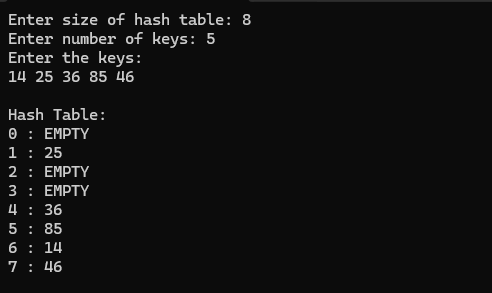 Enter size of hash table: 8
Enter number of keys: 5
Enter the keys:
14 25 36 85 46
Hash Table:
0 : EMPTY
1 : 25
2 : EMPTY
3 : EMPTY
4 : 36
5 : 85
6 : 14
7 : 46